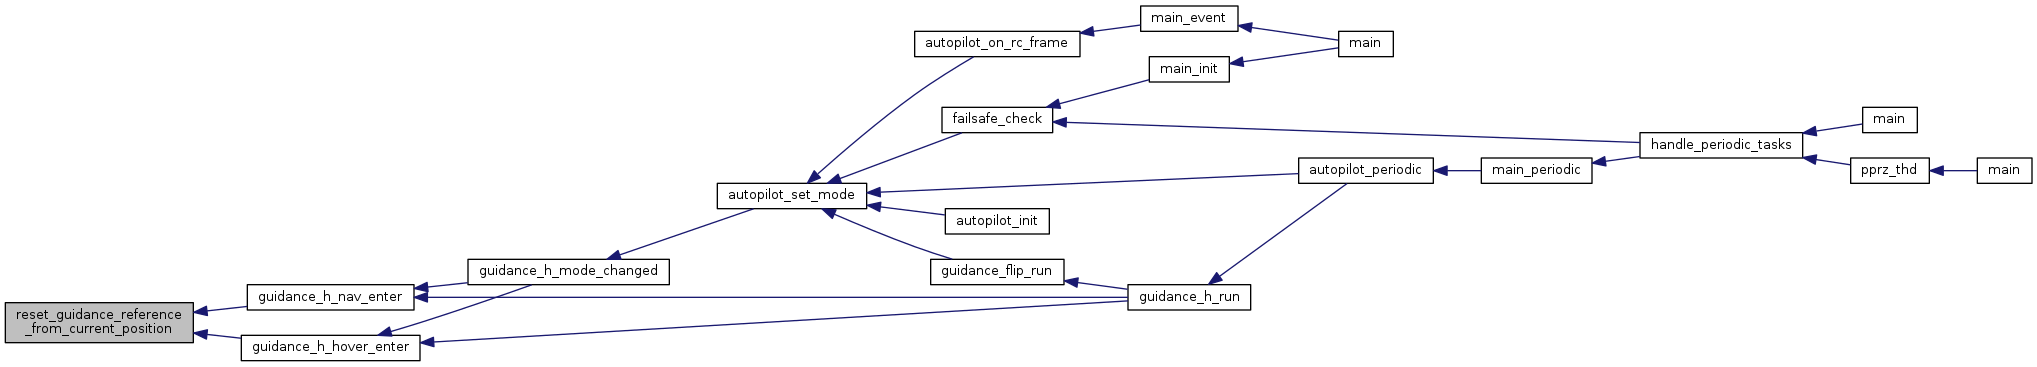 reset_guidance_reference
_from_current_position
guidance_h_nav_enter
guidance_h_hover_enter
guidance_h_mode_changed
autopilot_set_mode
autopilot_on_rc_frame
failsafe_check
autopilot_init
guidance_flip_run
main_event
main_init
guidance_h_run
autopilot_periodic
main
main_periodic
handle_periodic_tasks
main
pprz_thd
main